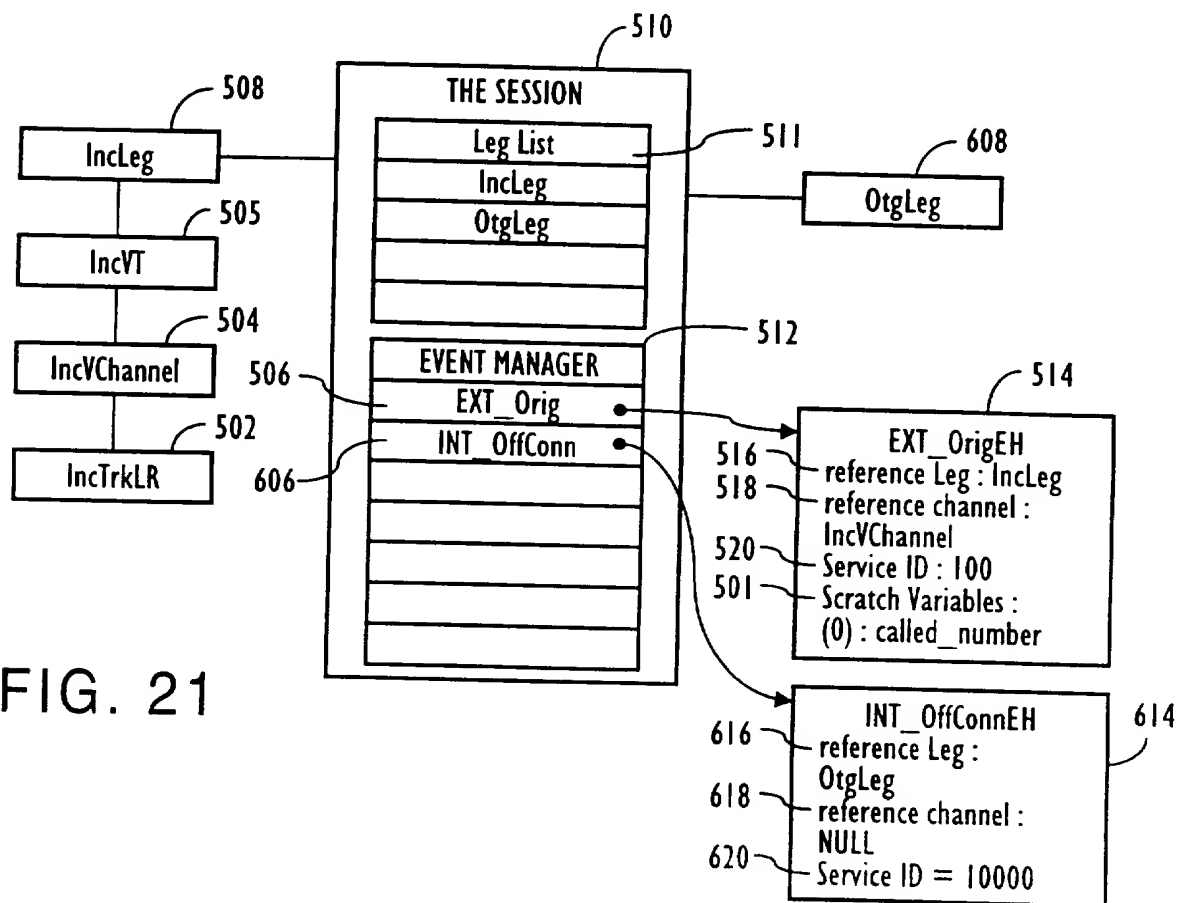 510
THE SESSION
508
IncLeg
Leg List
511
IncLeg
OtgLeg
608
OtgLeg
505
IncVT
504
IncVChannel
512
EVENT MANAGER
506
EXT_Orig
606
INT_OffConn
502
IncTrkLR
514
EXT_OrigEH
516
reference Leg : IncLeg
518
reference channel :
IncVChannel
520
Service ID : 100
501
Scratch Variables :
(0) : called_number
FIG. 21
INT_OffConnEH
614
616
reference Leg :
OtgLeg
618
reference channel :
NULL
620
Service ID = 10000